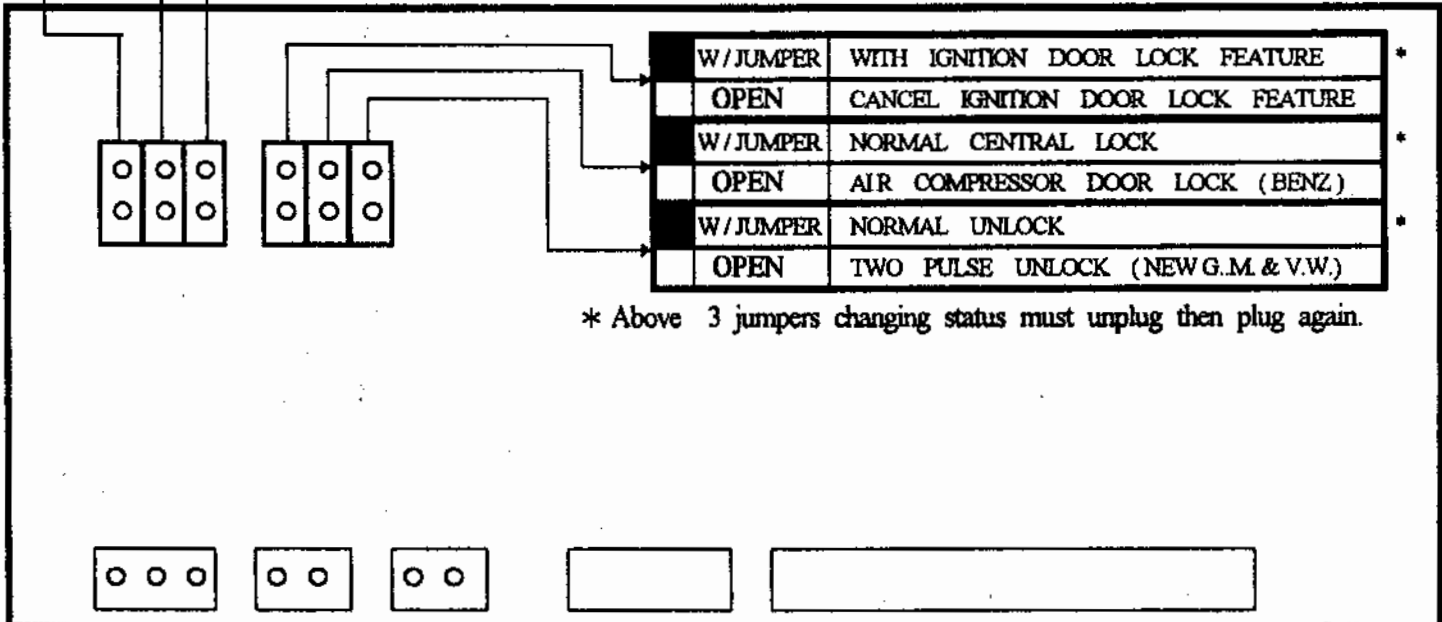 W/JUMPER WITH IGNITION DOOR LOCK FEATURE *
OPEN CANCEL IGNITION DOOR LOCK FEATURE
W/JUMPER NORMAL CENTRAL LOCK *
OPEN AIR COMPRESSOR DOOR LOCK (BENZ)
W/JUMPER NORMAL UNLOCK *
OPEN TWO PULSE UNLOCK (NEW G.M. & V.W.)
* Above 3 jumpers changing status must unplug then plug again.